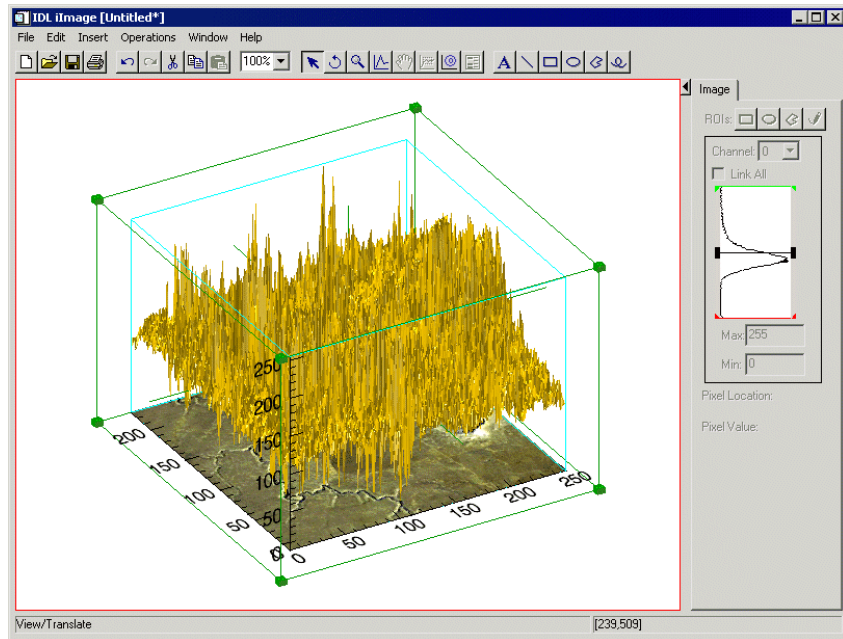 IDL iImage [Untitled*]
File Edit Insert Operations Window Help
100%
A
Image
ROIs:
Channel: 0
Link All
Max: 255
Min: 0
Pixel Location:
Pixel Value:
250
200
150
100
50
0
200
150
100
50
0
0
50
100
150
200
250
View/Translate
[239,509]